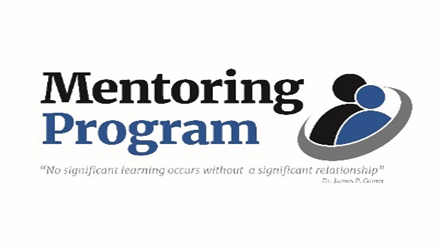 Mentoring
Program
“No significant learning occurs without a significant relationship”
Dr. James P. Comer